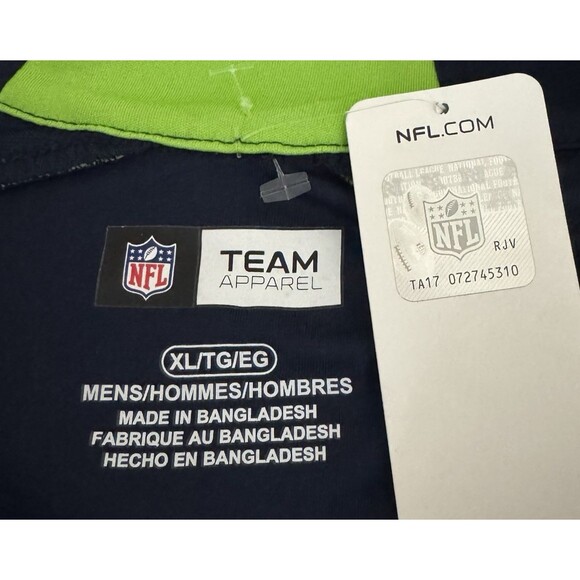 NFL
TEAM
APPAREL
XL/TG/EG
MENS/HOMMES/HOMBRES
MADE IN BANGLADESH
FABRIQUE AU BANGLADESH
HECHO EN BANGLADESH
NFL.COM
NFL
RJV
TA17 072745310